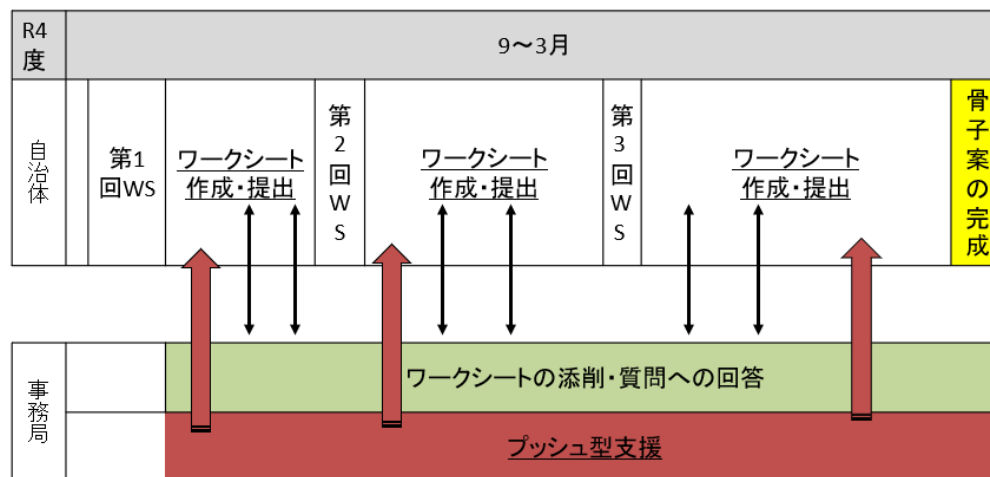 R4
度
9～3月
自治体
第1
回WS
ワークシート
作成・提出
第2回WS
ワークシート
作成・提出
第3回WS
ワークシート
作成・提出
骨子案の完成
事務局
ワークシートの添削・質問への回答
プッシュ型支援